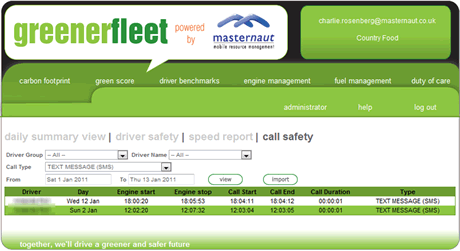 greenerfleet
powered by
masternaut
mobile resource management
charlie.rosenberg@masternaut.co.uk
Country Food
carbon footprint green score driver benchmarks engine management fuel management duty of care
administrator help log out
daily summary view | driver safety | speed report | call safety
Driver Group -- All -- Driver Name -- All --
Call Type TEXT MESSAGE (SMS)
From Sat 1 Jan 2011 To Thu 13 Jan 2011 view import
Driver Day Engine start Engine stop Call Start Call End Call Duration Type
Wed 12 Jan 18:00:20 18:05:53 18:04:11 18:04:12 00:00:01 TEXT MESSAGE (SMS)
Sun 2 Jan 12:02:20 12:07:32 12:03:04 12:03:05 00:00:01 TEXT MESSAGE (SMS)
together, we'll drive a greener and safer future